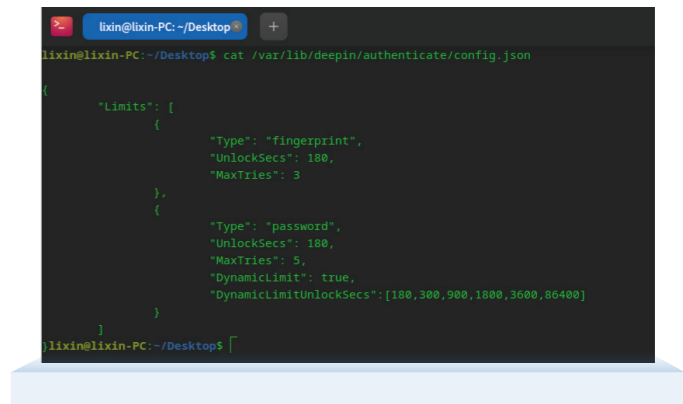 lixin@lixin-PC: ~/Desktop
lixin@lixin-PC:~/Desktop$ cat /var/lib/deepin/authenticate/config.json
{
"Limits": [
{
"Type": "fingerprint",
"UnlockSecs": 180,
"MaxTries": 3
},
{
"Type": "password",
"UnlockSecs": 180,
"MaxTries": 5,
"DynamicLimit": true,
"DynamicLimitUnlockSecs":[180,300,900,1800,3600,86400]
}
]
}lixin@lixin-PC:~/Desktop$